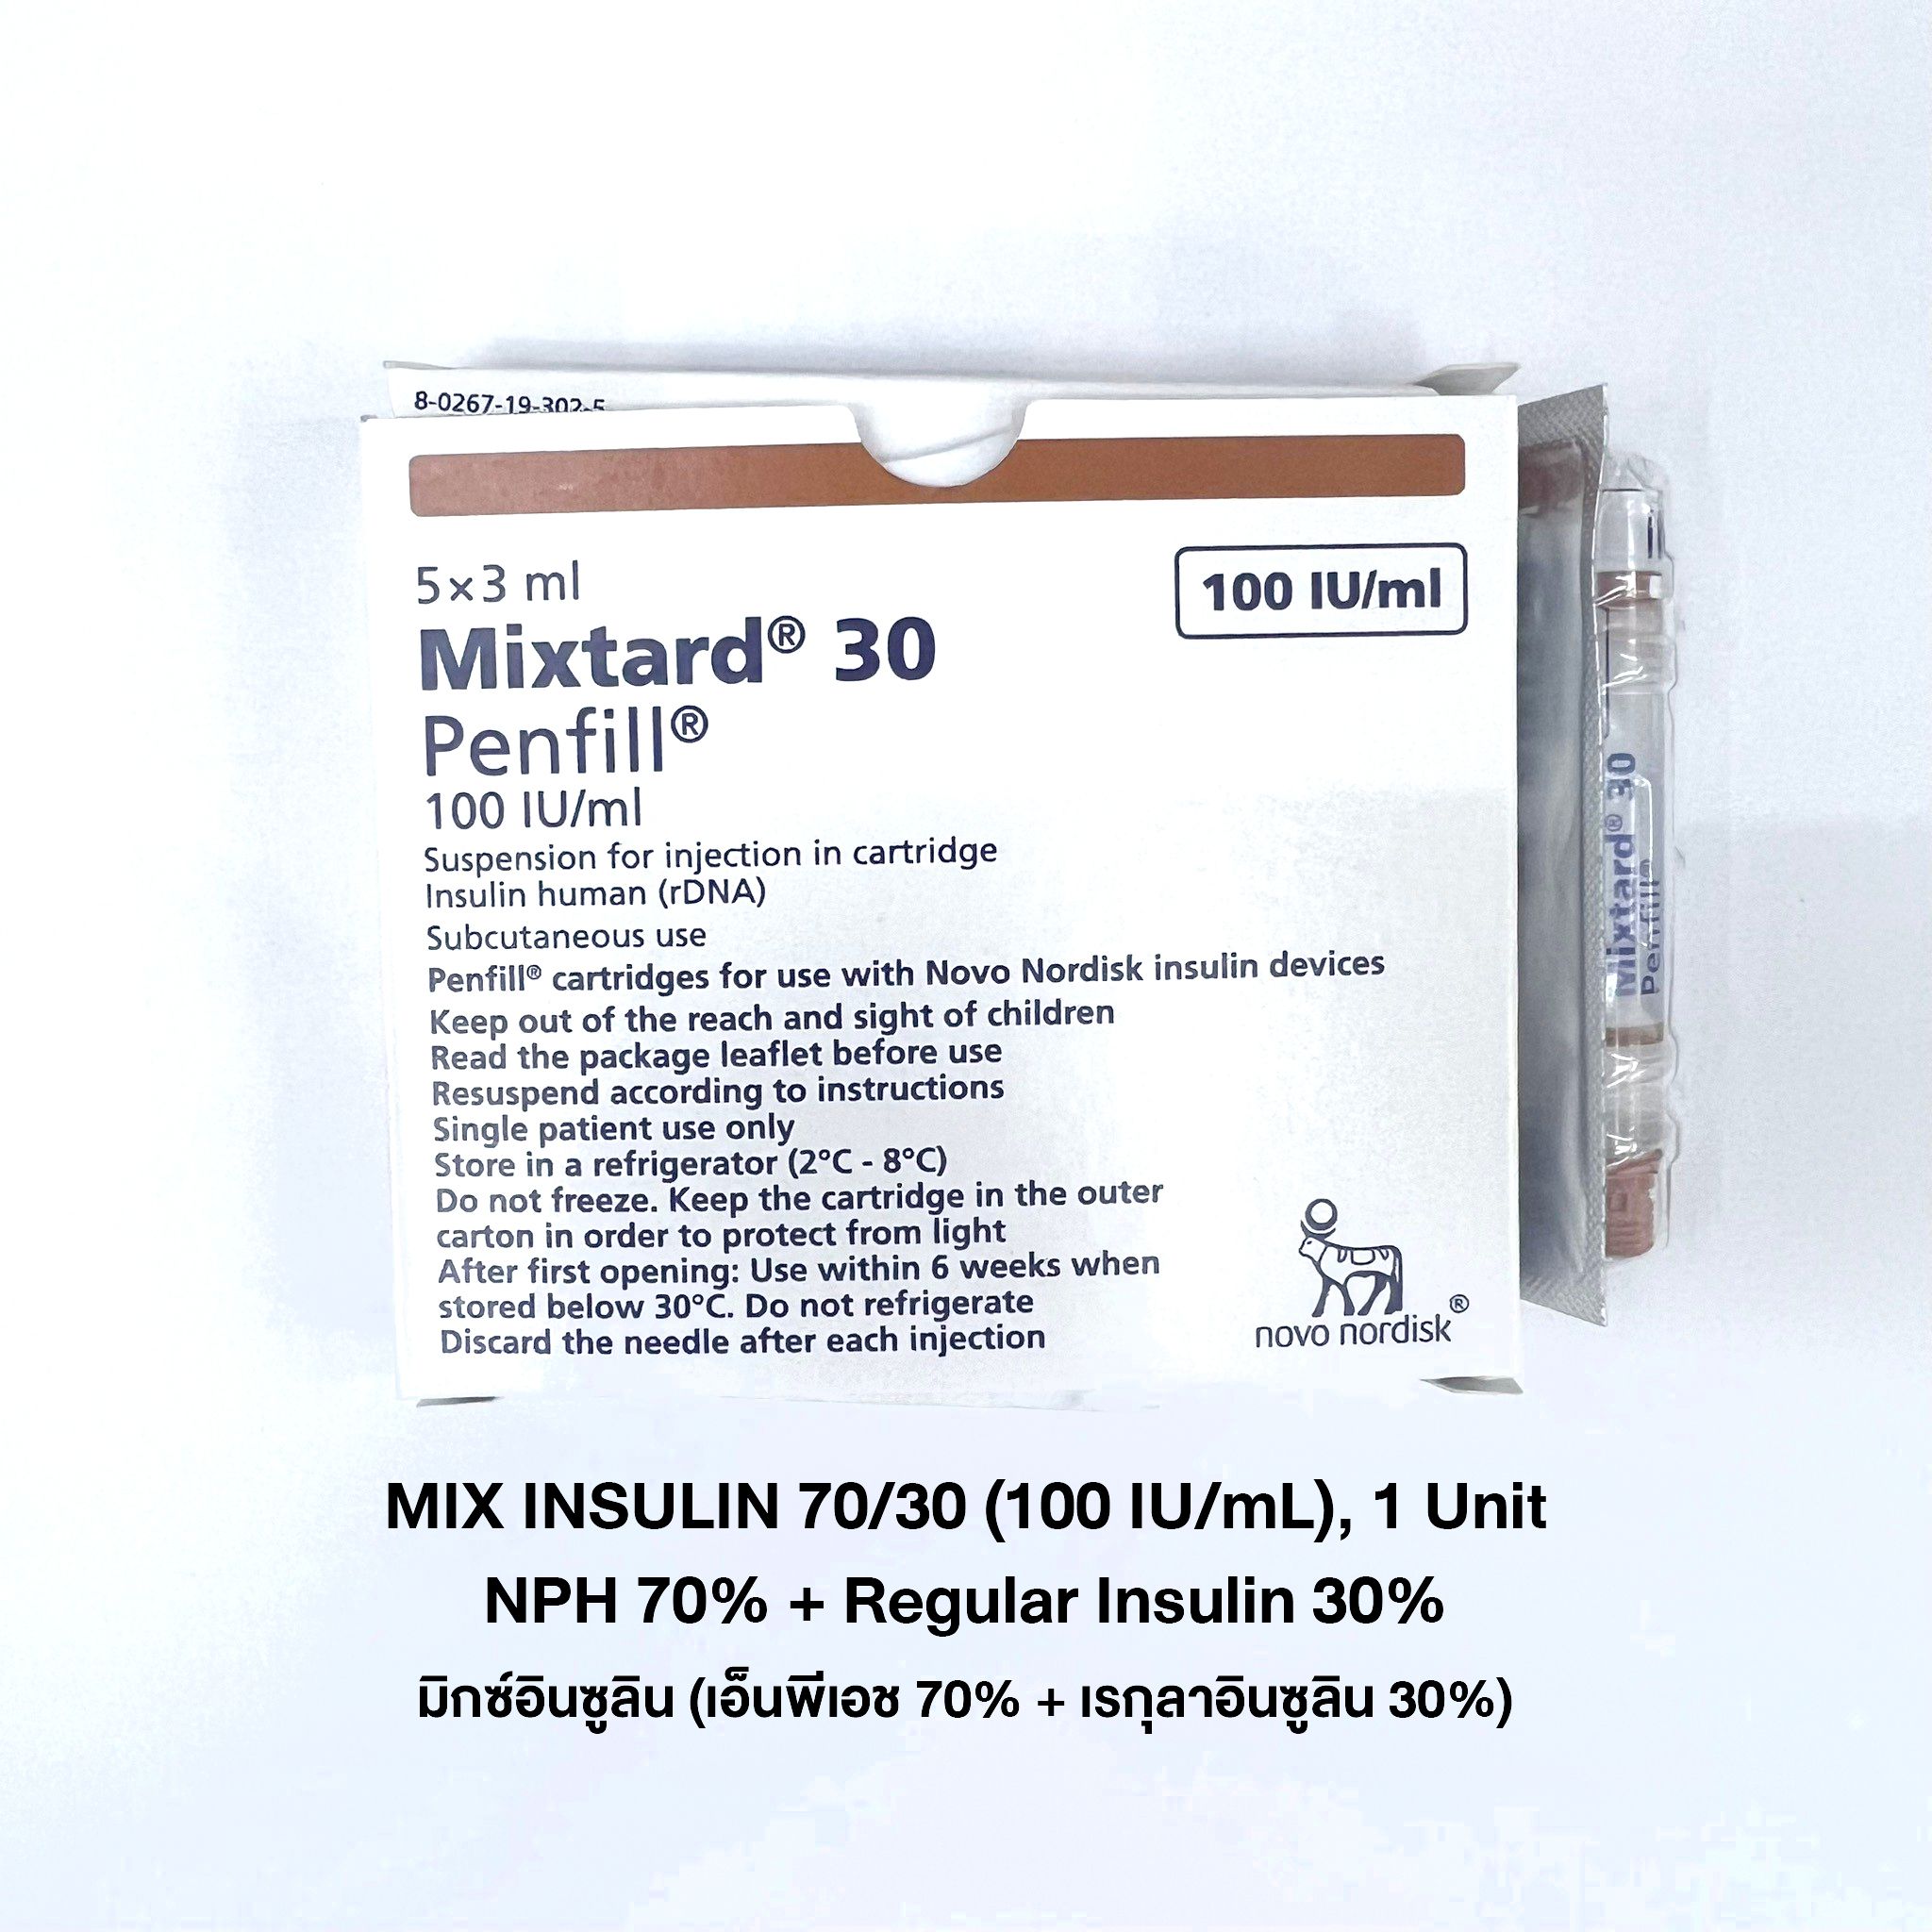 8-0267-19-302-5
5×3 ml
100 IU/ml
Mixtard® 30
Penfill®
100 IU/ml
Suspension for injection in cartridge
Insulin human (rDNA)
Subcutaneous use
Penfill® cartridges for use with Novo Nordisk insulin devices
Keep out of the reach and sight of children
Read the package leaflet before use
Resuspend according to instructions
Single patient use only
Store in a refrigerator (2°C - 8°C)
Do not freeze. Keep the cartridge in the outer
carton in order to protect from light
After first opening: Use within 6 weeks when
stored below 30°C. Do not refrigerate
Discard the needle after each injection
novo nordisk®
Mixtard® 30
Penfill®
MIX INSULIN 70/30 (100 IU/mL), 1 Unit
NPH 70% + Regular Insulin 30%
มิกซ์อินซูลิน (เอ็นพีเอช 70% + เรกุลาอินซูลิน 30%)